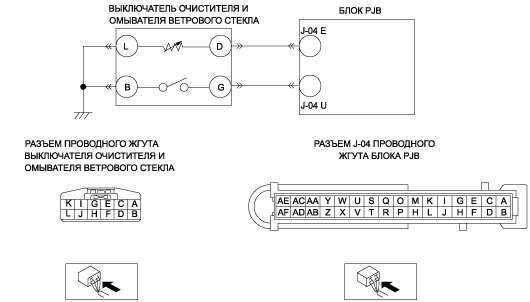 ВЫКЛЮЧАТЕЛЬ ОЧИСТИТЕЛЯ И
ОМЫВАТЕЛЯ ВЕТРОВОГО СТЕКЛА
БЛОК PJB
L
D
J-04 E
B
G
J-04 U
РАЗЪЕМ ПРОВОДНОГО ЖГУТА
ВЫКЛЮЧАТЕЛЯ ОЧИСТИТЕЛЯ И
ОМЫВАТЕЛЯ ВЕТРОВОГО СТЕКЛА
K I G E C A
L J H F D B
РАЗЪЕМ J-04 ПРОВОДНОГО
ЖГУТА БЛОКА PJB
AE AC AA Y W U S Q O M K I G E C A
AF AD AB Z X V T R P H L J H F D B